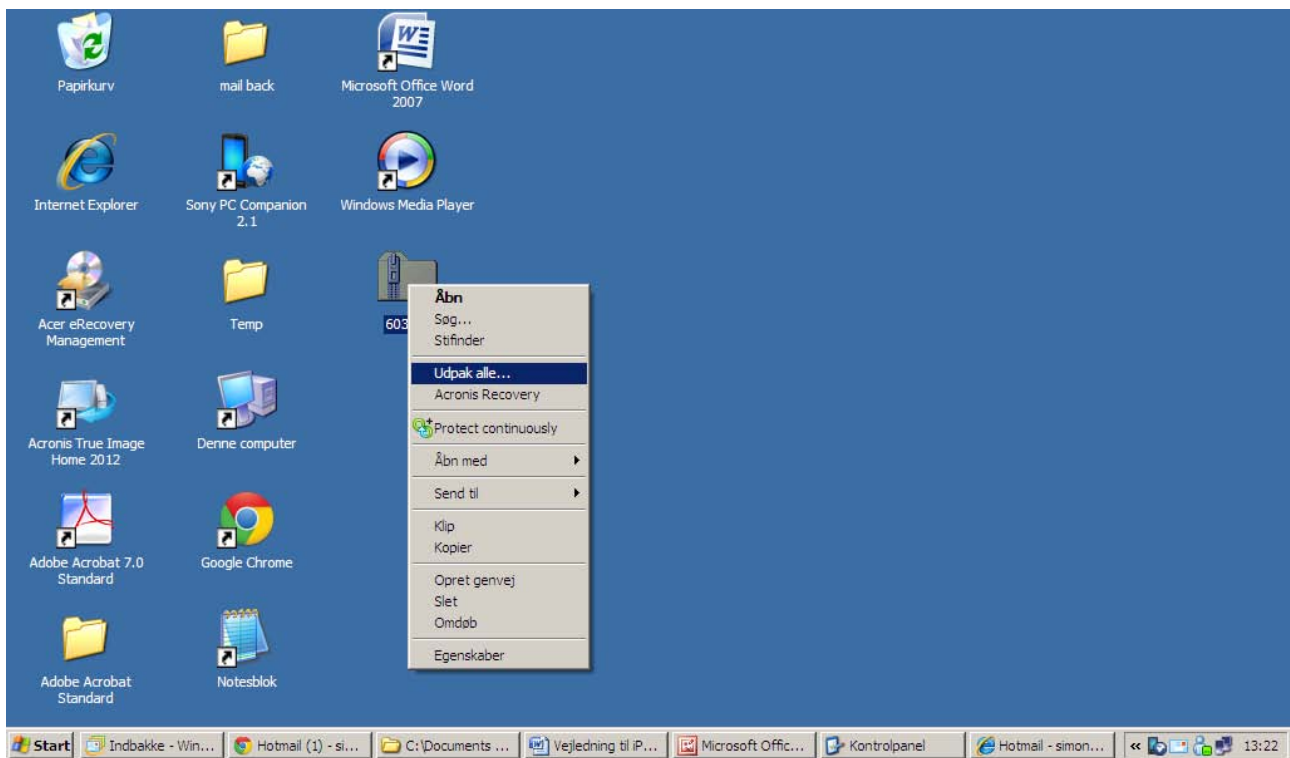 Papirkurv
mail back
Microsoft Office Word
2007
Internet Explorer
Sony PC Companion
2.1
Windows Media Player
Acer eRecovery
Management
Temp
603
Åbn
Søg...
Stifinder
Udpak alle...
Acronis Recovery
Protect continuously
Åbn med
Send til
Klip
Kopier
Opret genvej
Slet
Omdøb
Egenskaber
Acronis True Image
Home 2012
Denne computer
Adobe Acrobat 7.0
Standard
Google Chrome
Adobe Acrobat
Standard
Notesblok
Start
Indbakke - Win...
Hotmail (1) - si...
C:\Documents ...
Vejledning til iP...
Microsoft Offic...
Kontrolpanel
Hotmail - simon...
«
13:22